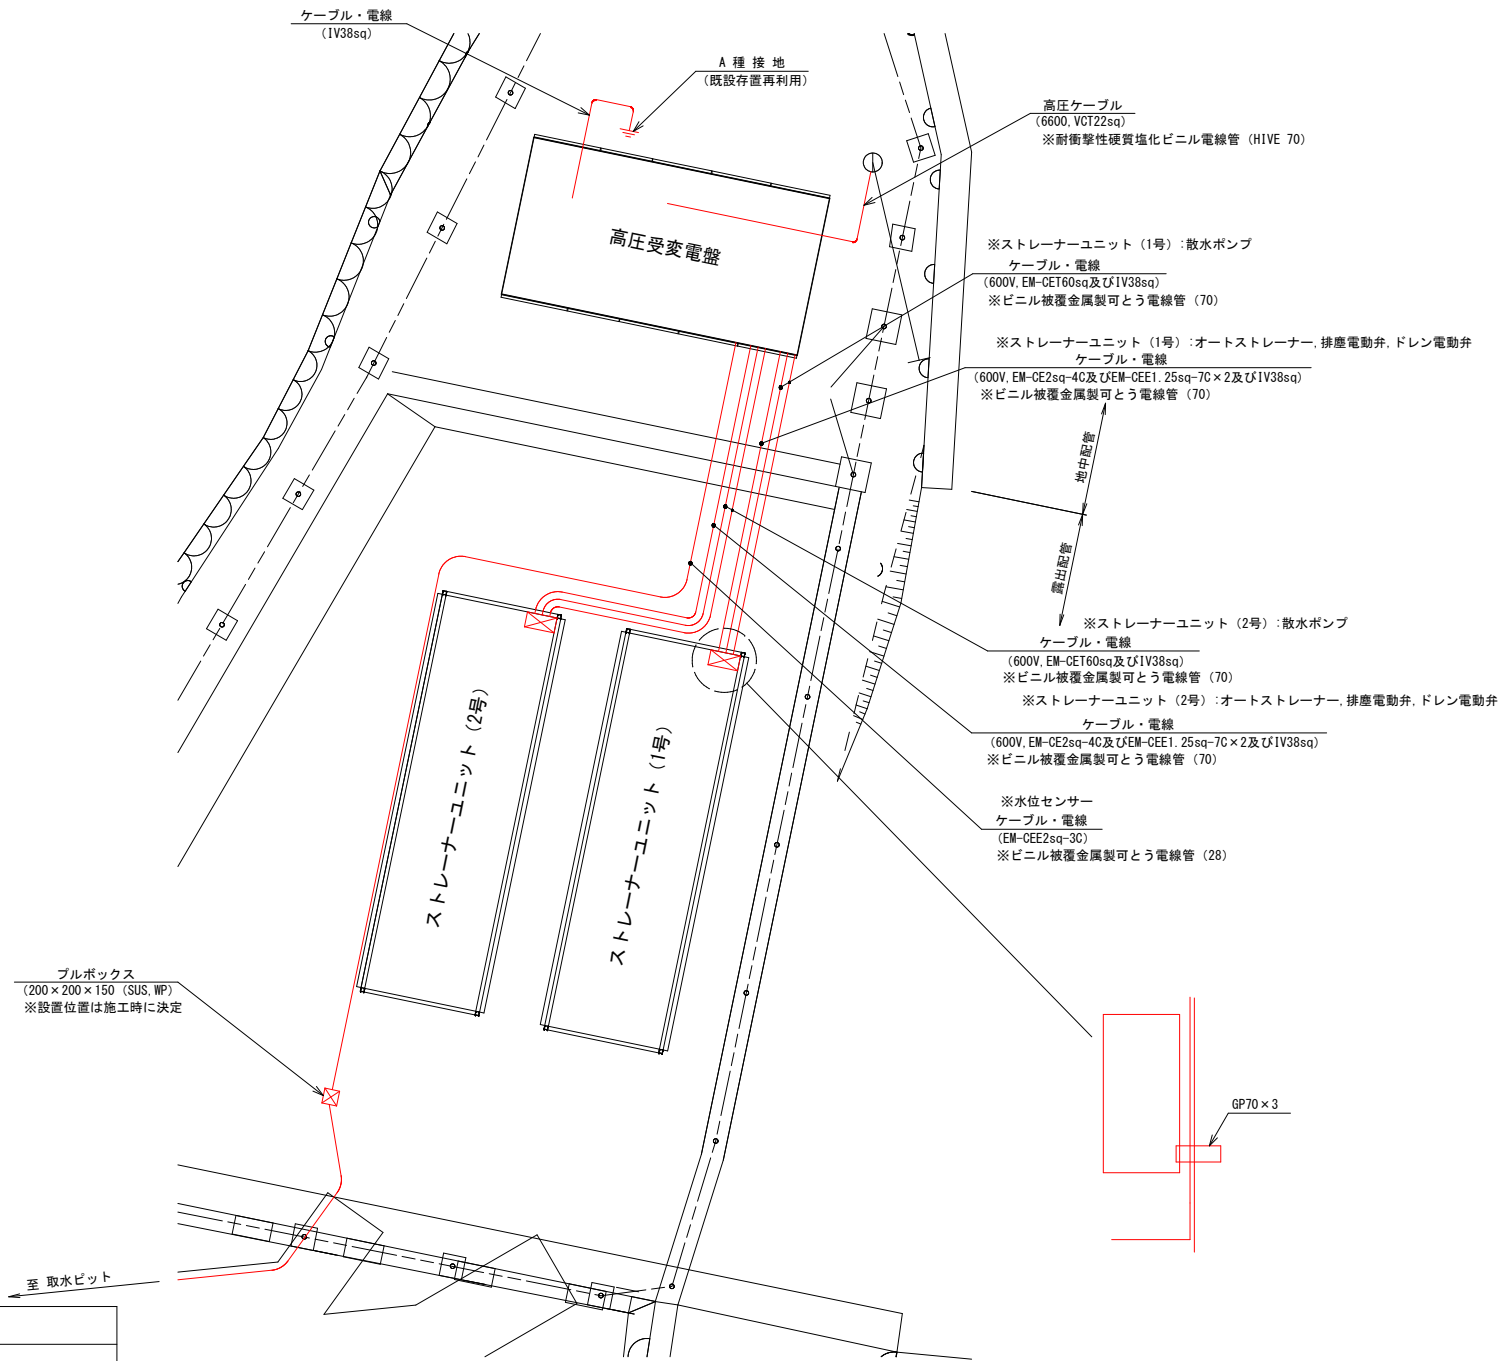 ケーブル・電線
(IV38sq)
A 種 接 地
(既設存置再利用)
高圧ケーブル
(6600, VCT22sq)
※耐衝撃性硬質塩化ビニル電線管 (HIVE 70)
高圧受変電盤
※ストレーナーユニット (1号) :散水ポンプ
ケーブル・電線
(600V, EM-CET60sq及びIV38sq)
※ビニル被覆金属製可とう電線管 (70)
※ストレーナーユニット (1号) :オートストレーナー, 排塵電動弁, ドレン電動弁
ケーブル・電線
(600V, EM-CE2sq-4C及びEM-CEE1.25sq-7C×2及びIV38sq)
※ビニル被覆金属製可とう電線管 (70)
地中配管
露出配管
※ストレーナーユニット (2号) :散水ポンプ
ケーブル・電線
(600V, EM-CET60sq及びIV38sq)
※ビニル被覆金属製可とう電線管 (70)
※ストレーナーユニット (2号) :オートストレーナー, 排塵電動弁, ドレン電動弁
ケーブル・電線
(600V, EM-CE2sq-4C及びEM-CEE1.25sq-7C×2及びIV38sq)
※ビニル被覆金属製可とう電線管 (70)
※水位センサー
ケーブル・電線
(EM-CEE2sq-3C)
※ビニル被覆金属製可とう電線管 (28)
ストレーナーユニット (2号)
ストレーナーユニット (1号)
プルボックス
(200×200×150 (SUS, WP)
※設置位置は施工時に決定
GP70×3
至 取水ピット